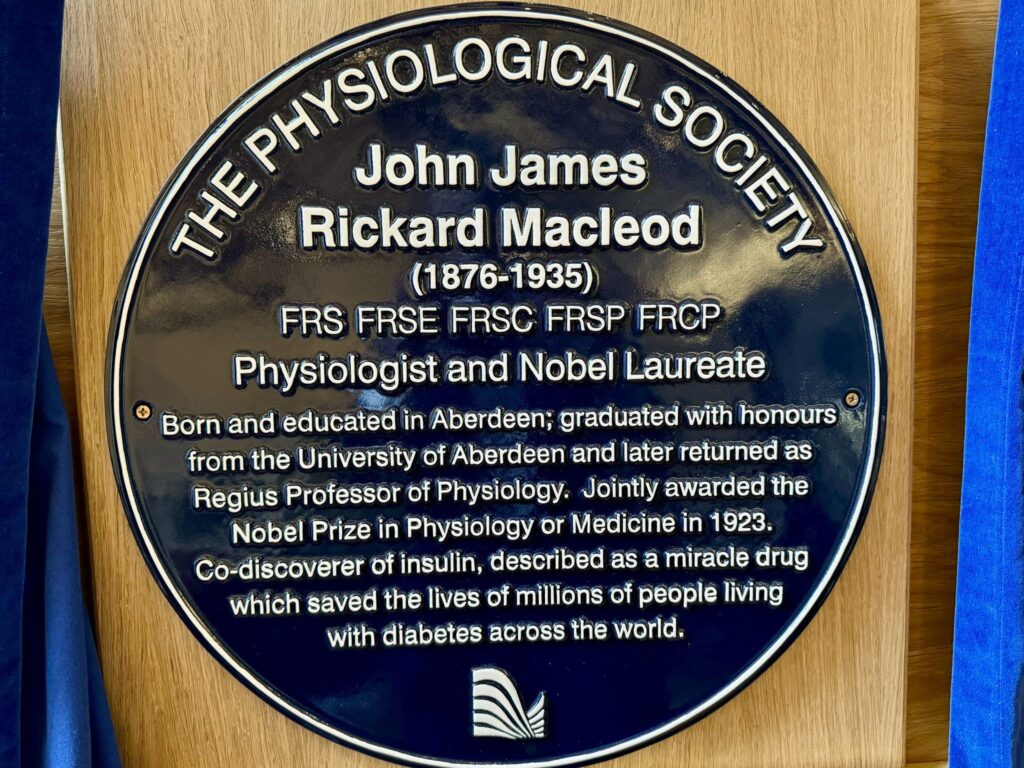 THE PHYSIOLOGICAL SOCIETY
John James
Rickard Macleod
(1876-1935)
FRS FRSE FRSC FRSP FRCP
Physiologist and Nobel Laureate
Born and educated in Aberdeen; graduated with honours
from the University of Aberdeen and later returned as
Regius Professor of Physiology. Jointly awarded the
Nobel Prize in Physiology or Medicine in 1923.
Co-discoverer of insulin, described as a miracle drug
which saved the lives of millions of people living
with diabetes across the world.